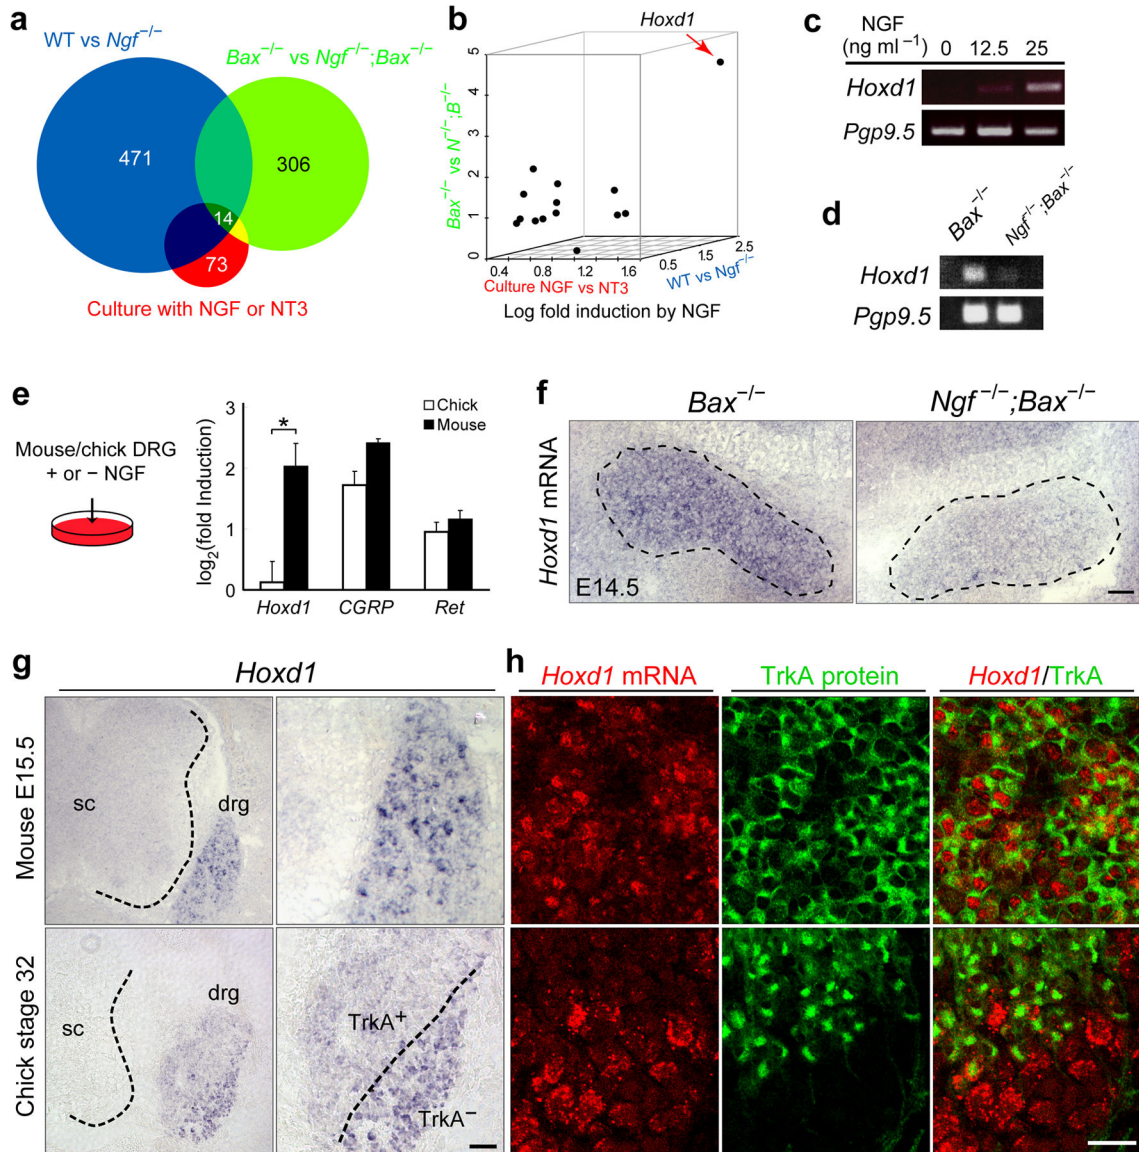 a
WT vs Ngf−/−
Bax−/− vs Ngf−/−;Bax−/−
471
306
14
73
Culture with NGF or NT3
b
Hoxd1
Bax−/− vs N−/−;B−/−
5
4
3
2
1
0
0.4
0.8
1.2
1.6
0.5
1.5
2.5
Culture NGF vs NT3
WT vs Ngf−/−
Log fold induction by NGF
c
NGF
(ng ml−1)
0 12.5 25
Hoxd1
Pgp9.5
d
Bax−/−
Ngf−/−;Bax−/−
Hoxd1
Pgp9.5
e
Mouse/chick DRG
+ or − NGF
log2(fold Induction)
3
2
1
0
Chick
Mouse
*
Hoxd1 CGRP Ret
f
Bax−/−
Ngf−/−;Bax−/−
Hoxd1 mRNA
E14.5
g
Hoxd1
Mouse E15.5
sc
drg
Chick stage 32
sc
drg
TrkA+
TrkA−
h
Hoxd1 mRNA
TrkA protein
Hoxd1/TrkA